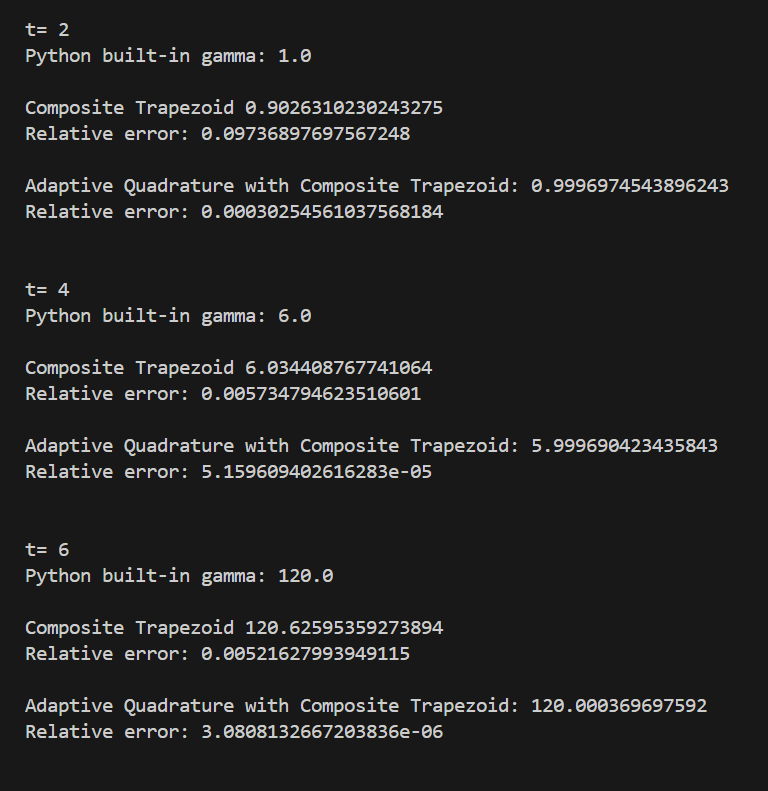 t= 2
Python built-in gamma: 1.0
Composite Trapezoid 0.9026310230243275
Relative error: 0.09736897697567248
Adaptive Quadrature with Composite Trapezoid: 0.9996974543896243
Relative error: 0.00030254561037568184
t= 4
Python built-in gamma: 6.0
Composite Trapezoid 6.034408767741064
Relative error: 0.005734794623510601
Adaptive Quadrature with Composite Trapezoid: 5.999690423435843
Relative error: 5.159609402616283e-05
t= 6
Python built-in gamma: 120.0
Composite Trapezoid 120.62595359273894
Relative error: 0.00521627993949115
Adaptive Quadrature with Composite Trapezoid: 120.000369697592
Relative error: 3.0808132667203836e-06